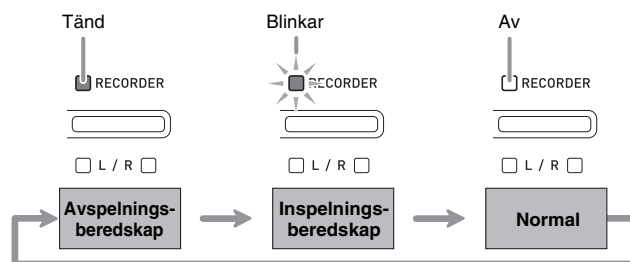 Tänd
Blinkar
Av
RECORDER
RECORDER
RECORDER
L / R
L / R
L / R
Avspelnings-
beredskap
Inspelnings-
beredskap
Normal